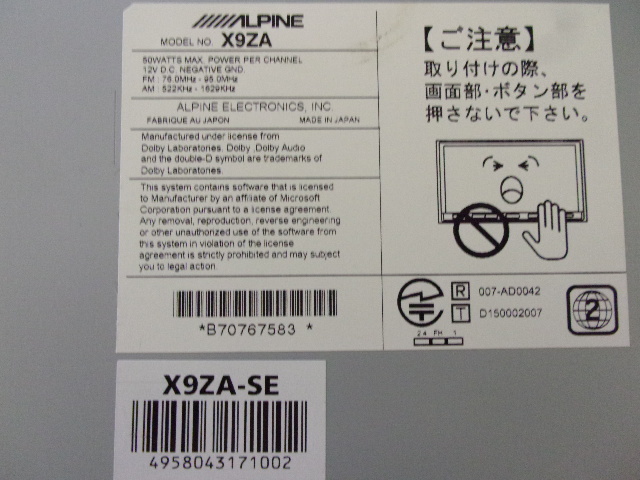 ALPINE
MODEL NO. X9ZA
50WATTS MAX. POWER PER CHANNEL
12V D.C. NEGATIVE GND.
FM : 76.0MHz - 95.0MHz
AM : 522KHz - 1629KHz
ALPINE ELECTRONICS, INC.
FABRIQUE AU JAPON MADE IN JAPAN
Manufactured under license from
Dolby Laboratories. Dolby ,Dolby Audio
and the double-D symbol are trademarks of
Dolby Laboratories.
This system contains software that is licensed
to Manufacturer by an affiliate of Microsoft
Corporation pursuant to a license agreement.
Any removal, reproduction, reverse engineering
or other unauthorized use of the software from
this system in violation of the license
agreement is strictly prohibited and may subject
you to legal action.
*B70767583 *
【ご注意】
取り付けの際、
画面部・ボタン部を
押さないで下さい。
R 007-AD0042
T D150002007
2.4 FH 1
2
X9ZA-SE
4958043171002